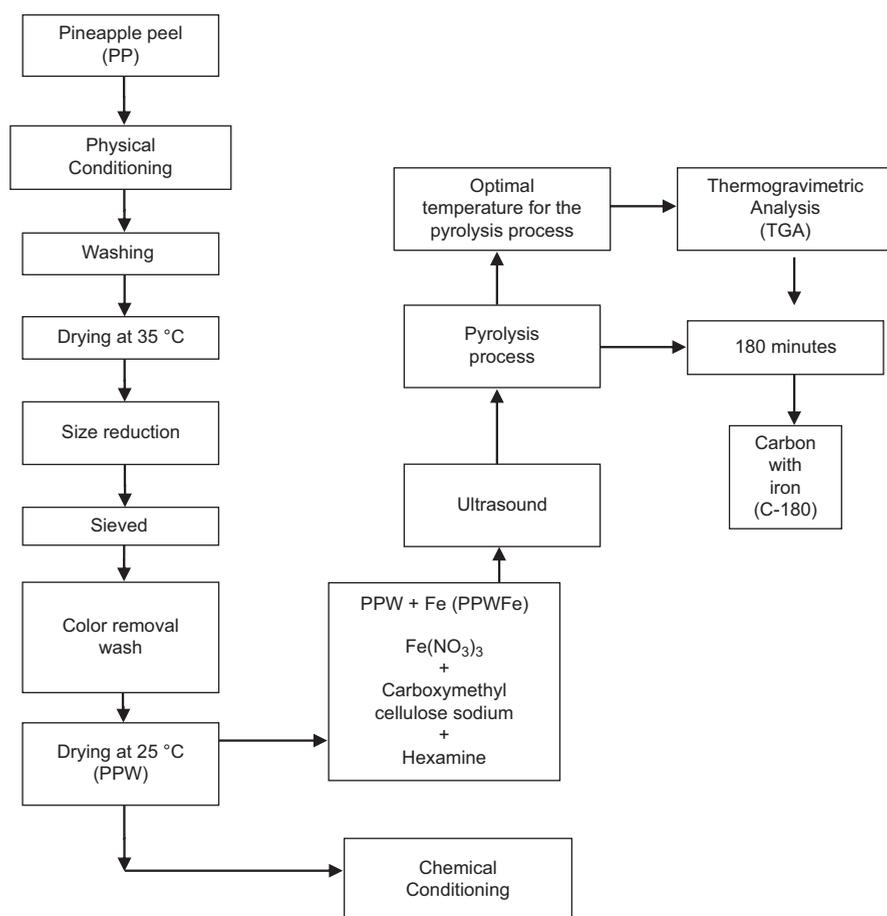 Pineapple peel
(PP)
Physical
Conditioning
Washing
Drying at 35 °C
Size reduction
Sieved
Color removal
wash
Drying at 25 °C
(PPW)
PPW + Fe (PPWFe)
Fe(NO₃)₃
+
Carboxymethyl
cellulose sodium
+
Hexamine
Chemical
Conditioning
Ultrasound
Pyrolysis
process
Optimal
temperature for the
pyrolysis process
Thermogravimetric
Analysis
(TGA)
180 minutes
Carbon
with
iron
(C-180)